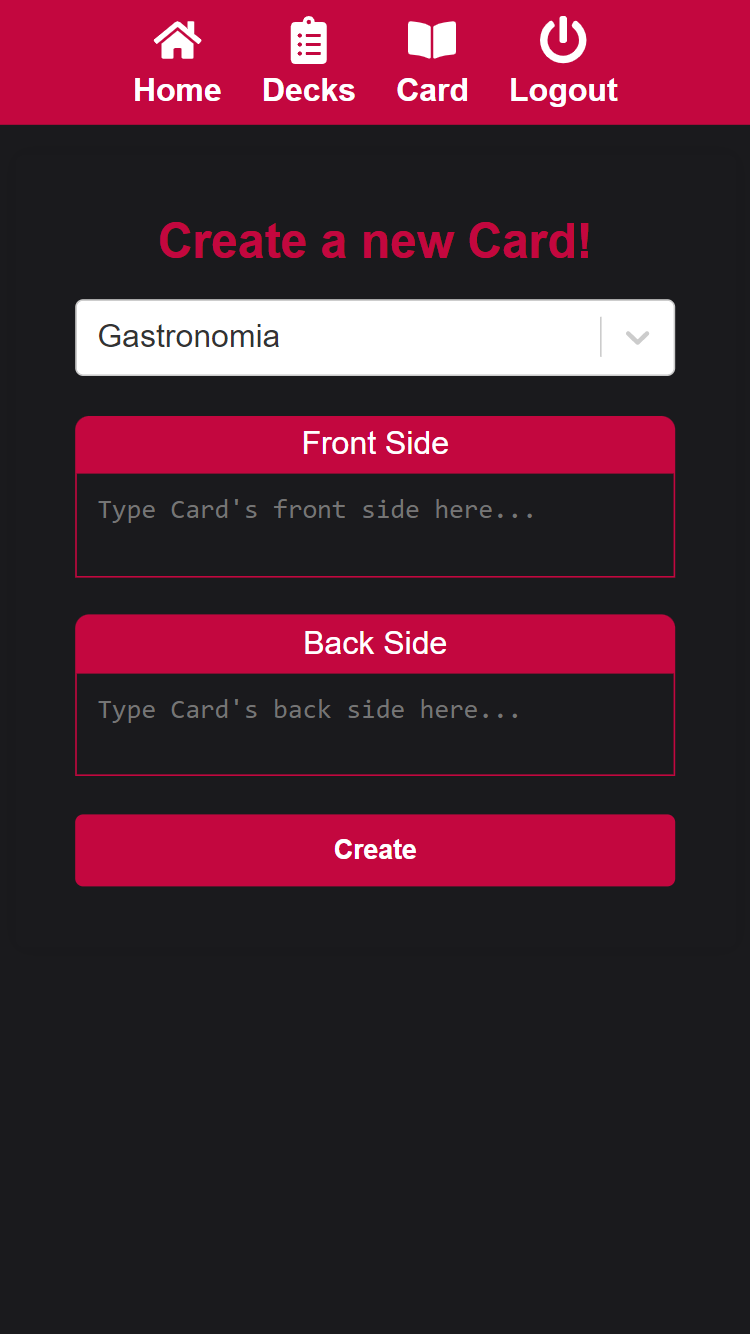 Home Decks Card Logout
Create a new Card!
Gastronomia
Front Side
Type Card's front side here...
Back Side
Type Card's back side here...
Create